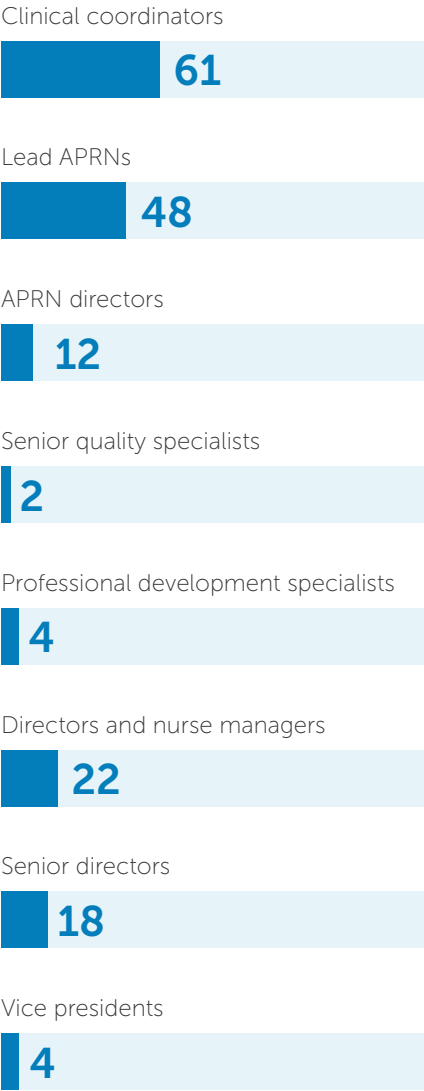 Clinical coordinators
61
Lead APRNs
48
APRN directors
12
Senior quality specialists
2
Professional development specialists
4
Directors and nurse managers
22
Senior directors
18
Vice presidents
4